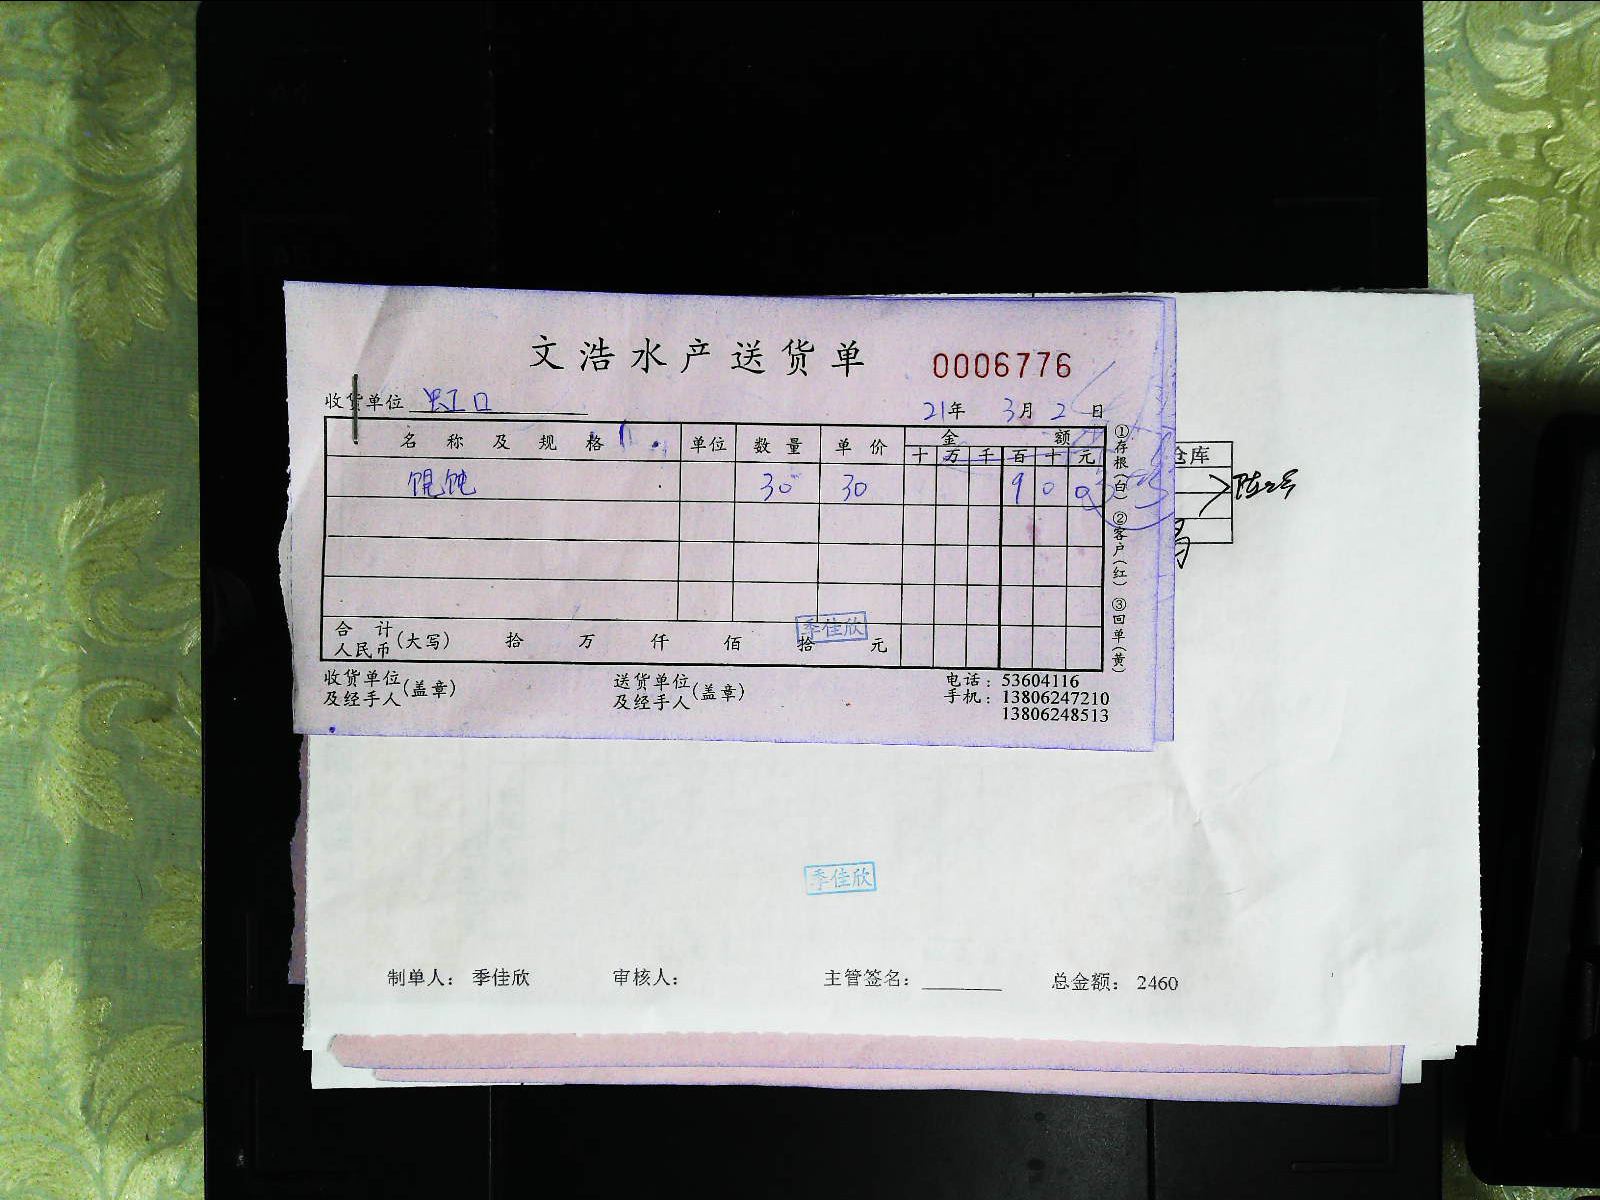 文浩水产送货单 0006776
收货单位 虹口 21年 3月 2日
名称及规格 单位 数量 单价 金额
十 万 千 百 十 元
馄饨 30 30 9 0 0
合计人民币(大写) 拾 万 仟 佰 拾 元
季佳欣
收货单位及经手人(盖章) 送货单位及经手人(盖章)
电话：53604116
手机：13806247210
13806248513
①存根(白) ②客户(红) ③回单(黄)
仓库
季佳欣
制单人： 季佳欣 审核人： 主管签名： 总金额： 2460